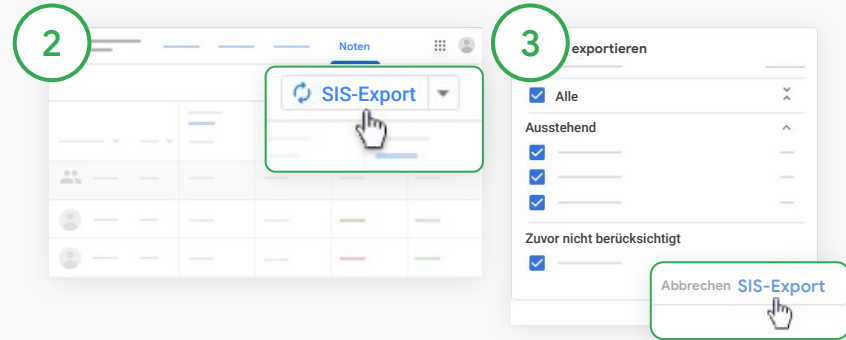 2
Noten
SIS-Export
3
exportieren
Alle
Ausstehend
Zuvor nicht berücksichtigt
Abbrechen SIS-Export